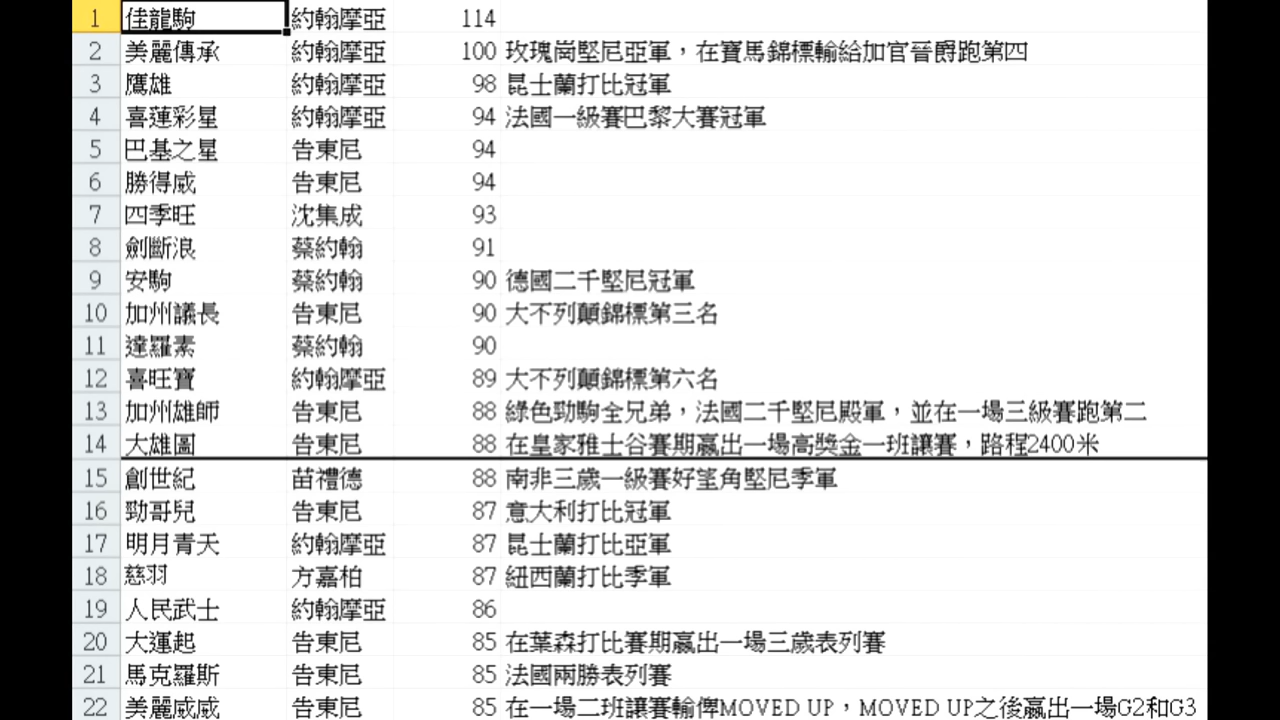 1 佳龍駒 約翰摩亞 114
2 美麗傳承 約翰摩亞 100 玫瑰崗堅尼亞軍，在寶馬錦標輸給加官晉爵跑第四
3 鷹雄 約翰摩亞 98 昆士蘭打比冠軍
4 喜蓮彩星 約翰摩亞 94 法國一級賽巴黎大賽冠軍
5 巴基之星 告東尼 94
6 勝得威 告東尼 94
7 四季旺 沈集成 93
8 劍斷浪 蔡約翰 91
9 安駒 蔡約翰 90 德國二千堅尼冠軍
10 加州議長 告東尼 90 大不列顛錦標第三名
11 達羅素 蔡約翰 90
12 喜旺寶 約翰摩亞 89 大不列顛錦標第六名
13 加州雄師 告東尼 88 綠色勁駒全兄弟，法國二千堅尼殿軍，並在一場三級賽跑第二
14 大雄圖 告東尼 88 在皇家雅士谷賽期贏出一場高獎金一班讓賽，路程2400米
15 創世紀 苗禮德 88 南非三歲一級賽好望角堅尼季軍
16 勁哥兒 告東尼 87 意大利打比冠軍
17 明月青天 約翰摩亞 87 昆士蘭打比亞軍
18 慈羽 方嘉柏 87 紐西蘭打比季軍
19 人民武士 約翰摩亞 86
20 大運起 告東尼 85 在葉森打比賽期贏出一場三歲表列賽
21 馬克羅斯 告東尼 85 法國兩勝表列賽
22 美麗威威 告東尼 85 在一場二班讓賽輸俾MOVED UP，MOVED UP之後贏出一場G2和G3